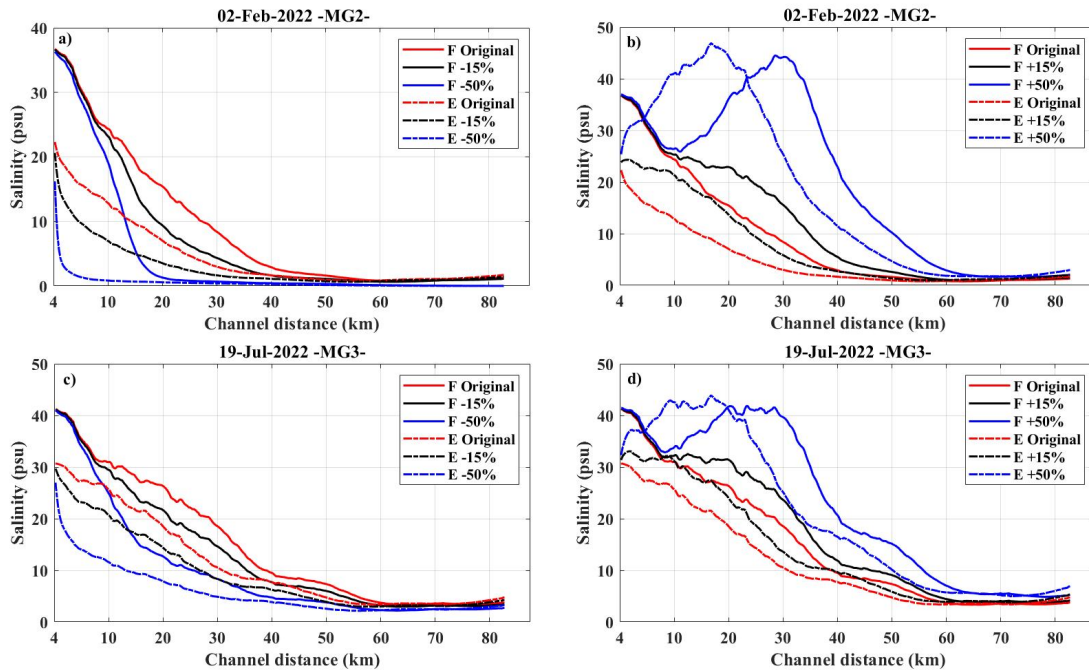 02-Feb-2022 -MG2-
a)
F Original
F -15%
F -50%
E Original
E -15%
E -50%
Salinity (psu)
40
30
20
10
0
4 10 20 30 40 50 60 70 80
Channel distance (km)
02-Feb-2022 -MG2-
b)
F Original
F +15%
F +50%
E Original
E +15%
E +50%
Salinity (psu)
50
40
30
20
10
0
4 10 20 30 40 50 60 70 80
Channel distance (km)
19-Jul-2022 -MG3-
c)
F Original
F -15%
F -50%
E Original
E -15%
E -50%
Salinity (psu)
50
40
30
20
10
0
4 10 20 30 40 50 60 70 80
Channel distance (km)
19-Jul-2022 -MG3-
d)
F Original
F +15%
F +50%
E Original
E +15%
E +50%
Salinity (psu)
50
40
30
20
10
0
4 10 20 30 40 50 60 70 80
Channel distance (km)